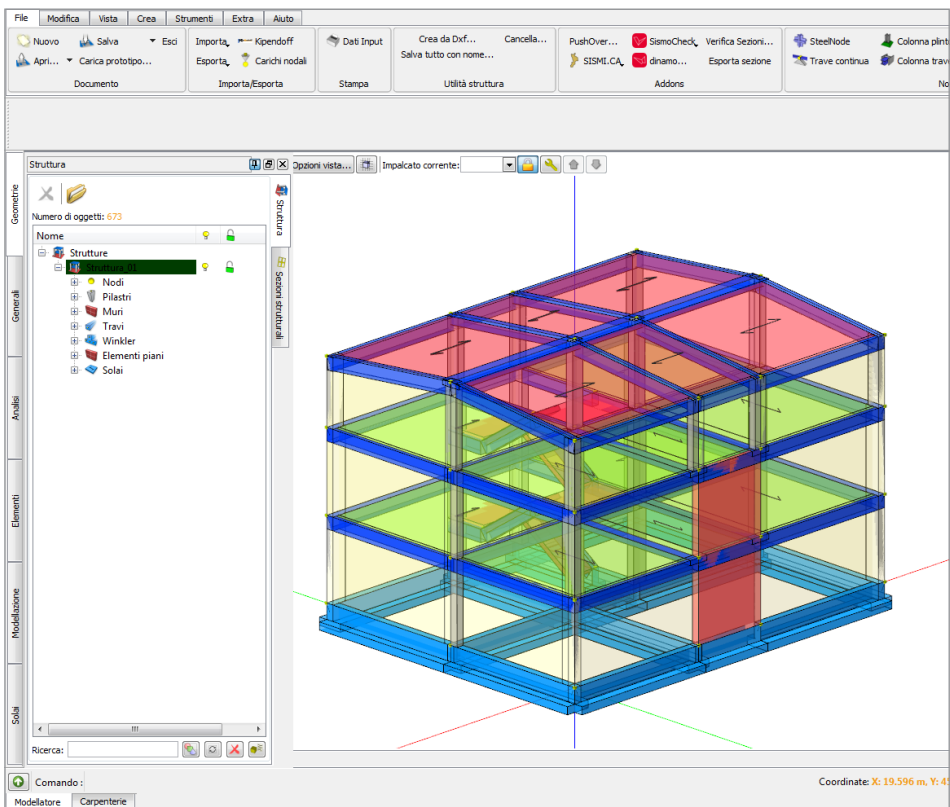 File Modifica Vista Crea Strumenti Extra Aiuto
Nuovo Salva Esci Importa Kipendoff Dati Input Crea da Dxf... Cancella... PushOver... SismoCheck Verifica Sezioni... SteelNode Colonna plint
Apri... Carica prototipo... Esporta Carichi nodali Salva tutto con nome... SISMI.CA dinamo... Esporta sezione Trave continua Colonna trav
Documento Importa/Esporta Stampa Utilità struttura Addons No
Struttura Opzioni vista... Impalcato corrente:
Geometrie
Generali
Analisi
Elementi
Modellazione
Solai
Numero di oggetti: 673
Nome
Strutture
Struttura_01
Nodi
Pilastri
Muri
Travi
Winkler
Elementi piani
Solai
Struttura
Sezioni strutturali
Ricerca:
Comando : Coordinate: X: 19.596 m, Y: 4
Modellatore Carpenterie